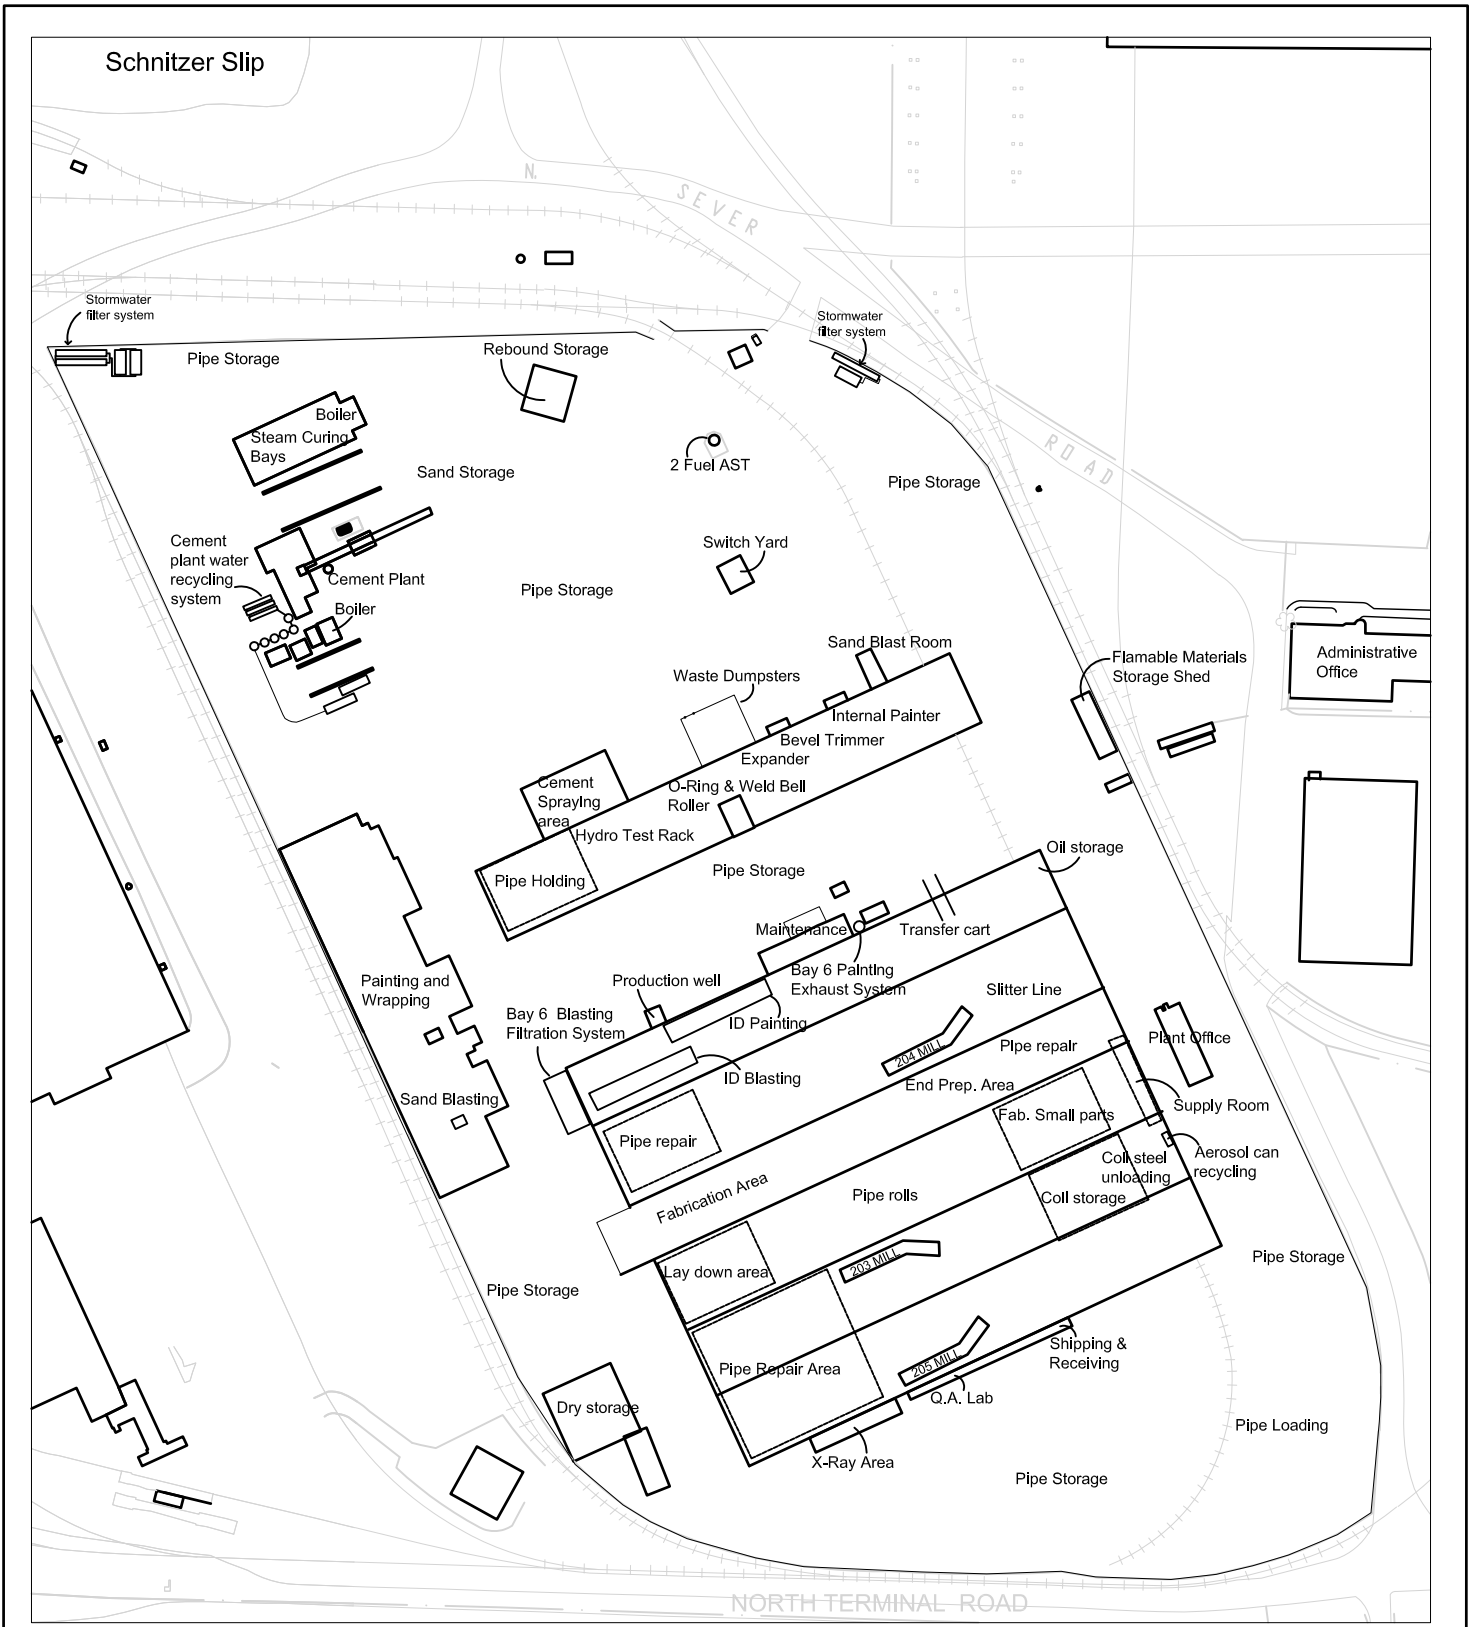 Schnitzer Slip
N.
SEVER
ROAD
Stormwater
filter system
Stormwater
filter system
Pipe Storage
Rebound Storage
Boiler
Steam Curing
Bays
Sand Storage
2 Fuel AST
Pipe Storage
Cement
plant water
recycling
system
Cement Plant
Boiler
Switch Yard
Pipe Storage
Sand Blast Room
Flamable Materials
Storage Shed
Administrative
Office
Waste Dumpsters
Internal Painter
Bevel Trimmer
Expander
O-Ring & Weld Bell
Roller
Cement
Spraying
area
Hydro Test Rack
Pipe Holding
Pipe Storage
Oil storage
Maintenance
Transfer cart
Bay 6 Painting
Exhaust System
Painting and
Wrapping
Production well
Slitter Line
Bay 6 Blasting
Filtration System
ID Painting
204 MILL
Pipe repair
Plant Office
ID Blasting
End Prep. Area
Sand Blasting
Fab. Small parts
Supply Room
Pipe repair
Coil steel
unloading
Aerosol can
recycling
Fabrication Area
Pipe rolls
Coil storage
Lay down area
203 MILL
Pipe Storage
Pipe Storage
Shipping &
Receiving
Pipe Repair Area
205 MILL
Q.A. Lab
Dry storage
Pipe Loading
X-Ray Area
Pipe Storage
NORTH TERMINAL ROAD